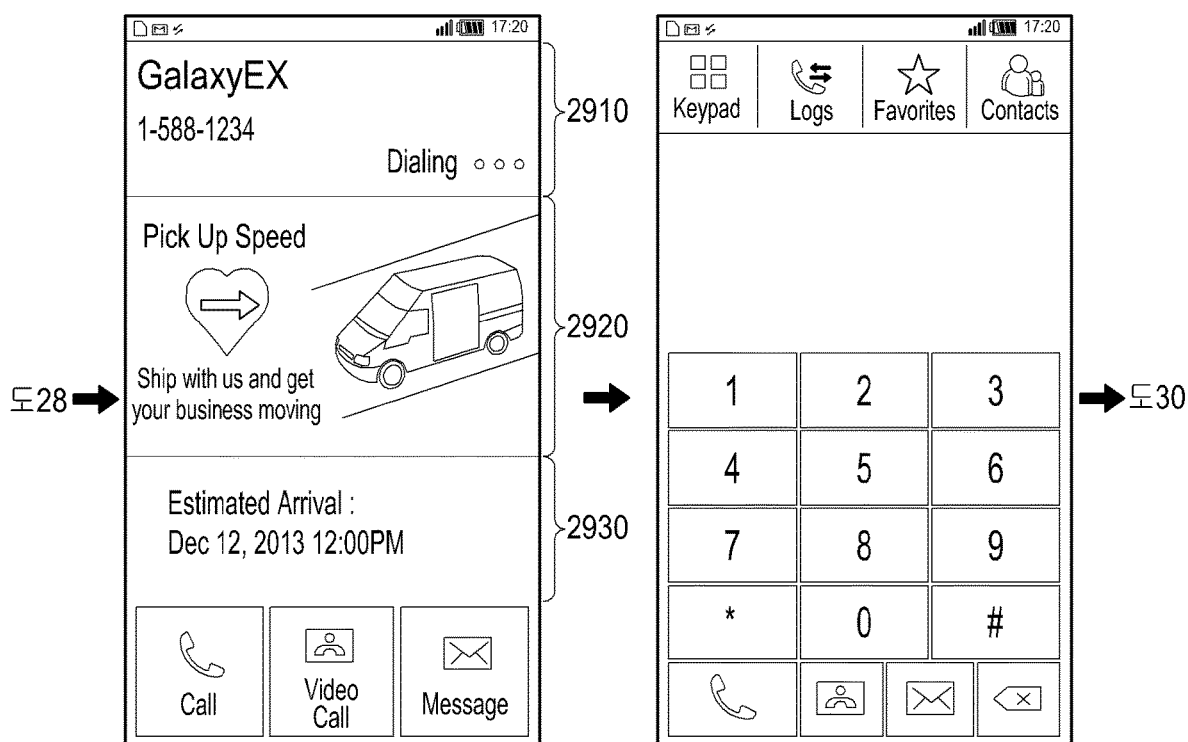 도28
17:20
GalaxyEX
1-588-1234
Dialing
2910
Pick Up Speed
Ship with us and get
your business moving
2920
Estimated Arrival :
Dec 12, 2013 12:00PM
2930
Call
Video
Call
Message
17:20
Keypad Logs Favorites Contacts
1 2 3
4 5 6
7 8 9
* 0 #
도30